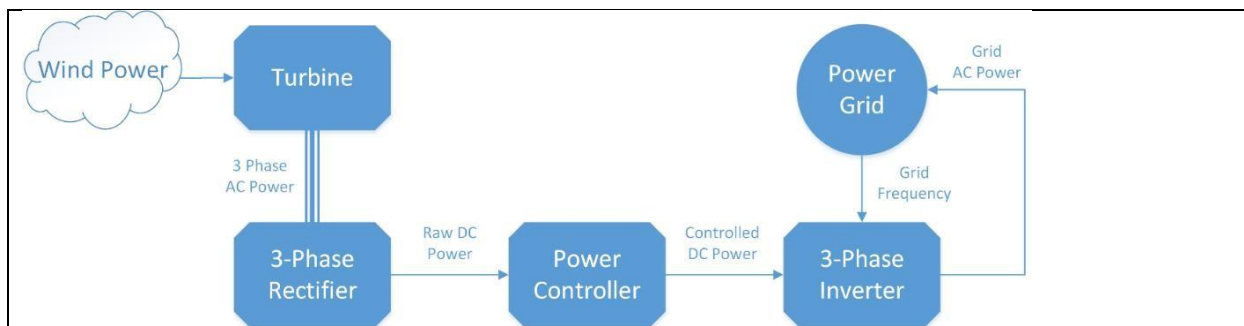 Wind Power
Turbine
Power
Grid
Grid
AC Power
3 Phase
AC Power
Grid
Frequency
3-Phase
Rectifier
Raw DC
Power
Power
Controller
Controlled
DC Power
3-Phase
Inverter